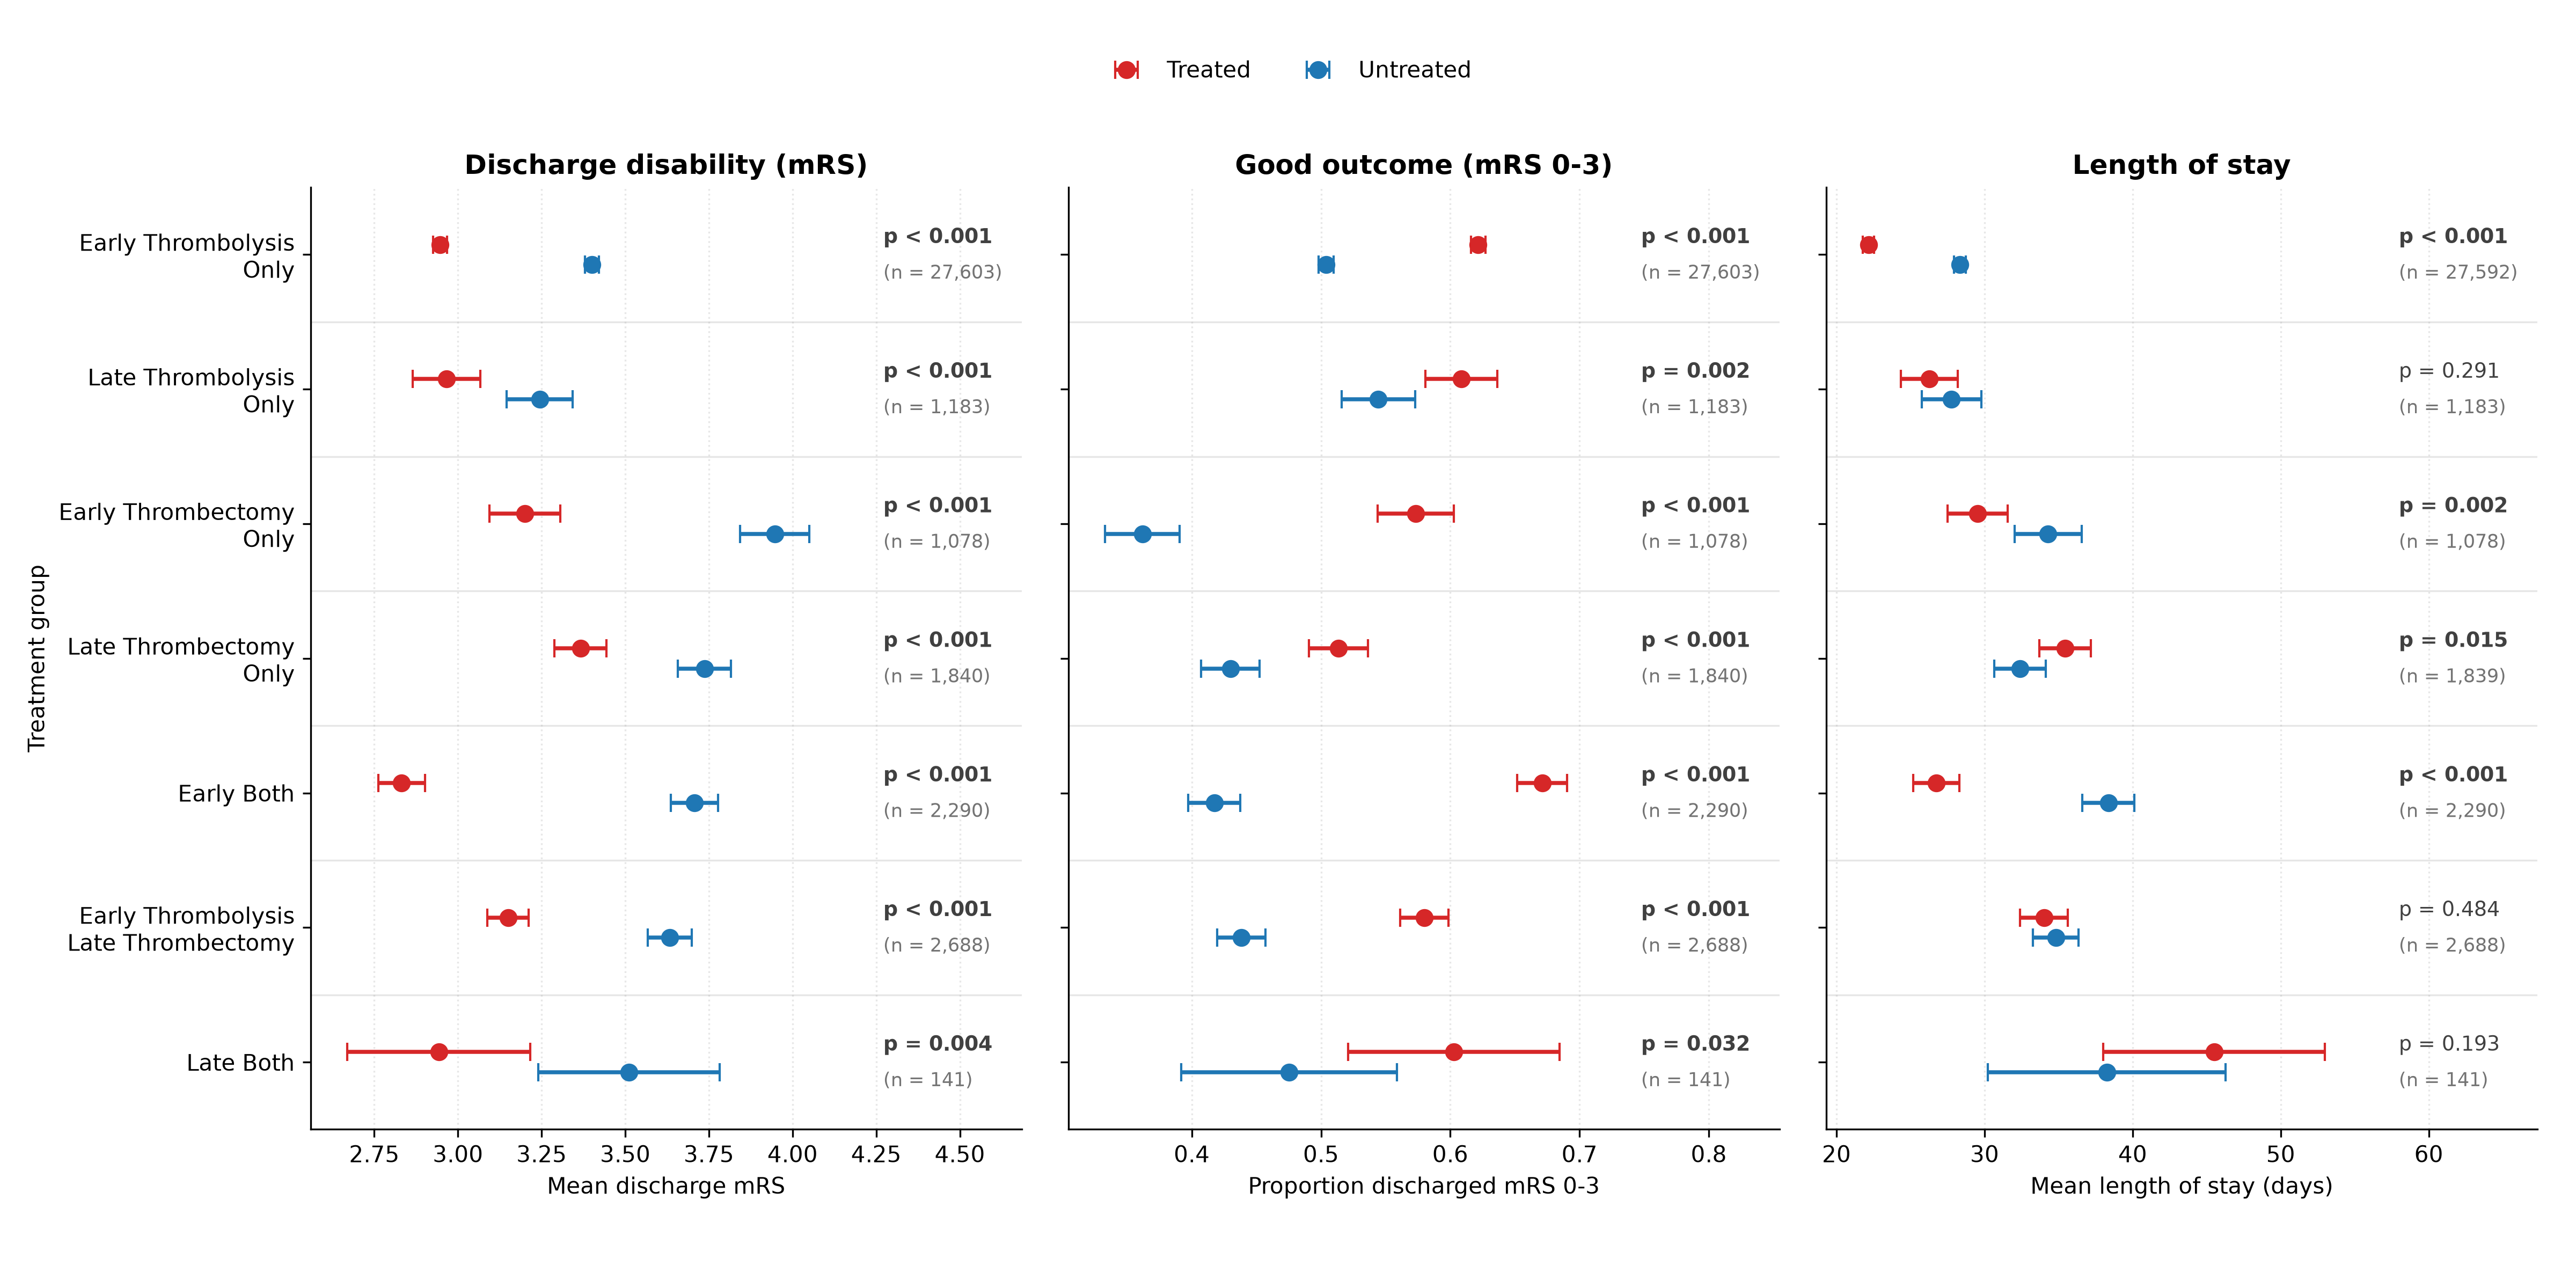 Treated
Untreated
Discharge disability (mRS)
Good outcome (mRS 0-3)
Length of stay
Treatment group
Early Thrombolysis
Only
p < 0.001
(n = 27,603)
p < 0.001
(n = 27,603)
p < 0.001
(n = 27,592)
Late Thrombolysis
Only
p < 0.001
(n = 1,183)
p = 0.002
(n = 1,183)
p = 0.291
(n = 1,183)
Early Thrombectomy
Only
p < 0.001
(n = 1,078)
p < 0.001
(n = 1,078)
p = 0.002
(n = 1,078)
Late Thrombectomy
Only
p < 0.001
(n = 1,840)
p < 0.001
(n = 1,840)
p = 0.015
(n = 1,839)
Early Both
p < 0.001
(n = 2,290)
p < 0.001
(n = 2,290)
p < 0.001
(n = 2,290)
Early Thrombolysis
Late Thrombectomy
p < 0.001
(n = 2,688)
p < 0.001
(n = 2,688)
p = 0.484
(n = 2,688)
Late Both
p = 0.004
(n = 141)
p = 0.032
(n = 141)
p = 0.193
(n = 141)
2.75 3.00 3.25 3.50 3.75 4.00 4.25 4.50
Mean discharge mRS
0.4 0.5 0.6 0.7 0.8
Proportion discharged mRS 0-3
20 30 40 50 60
Mean length of stay (days)